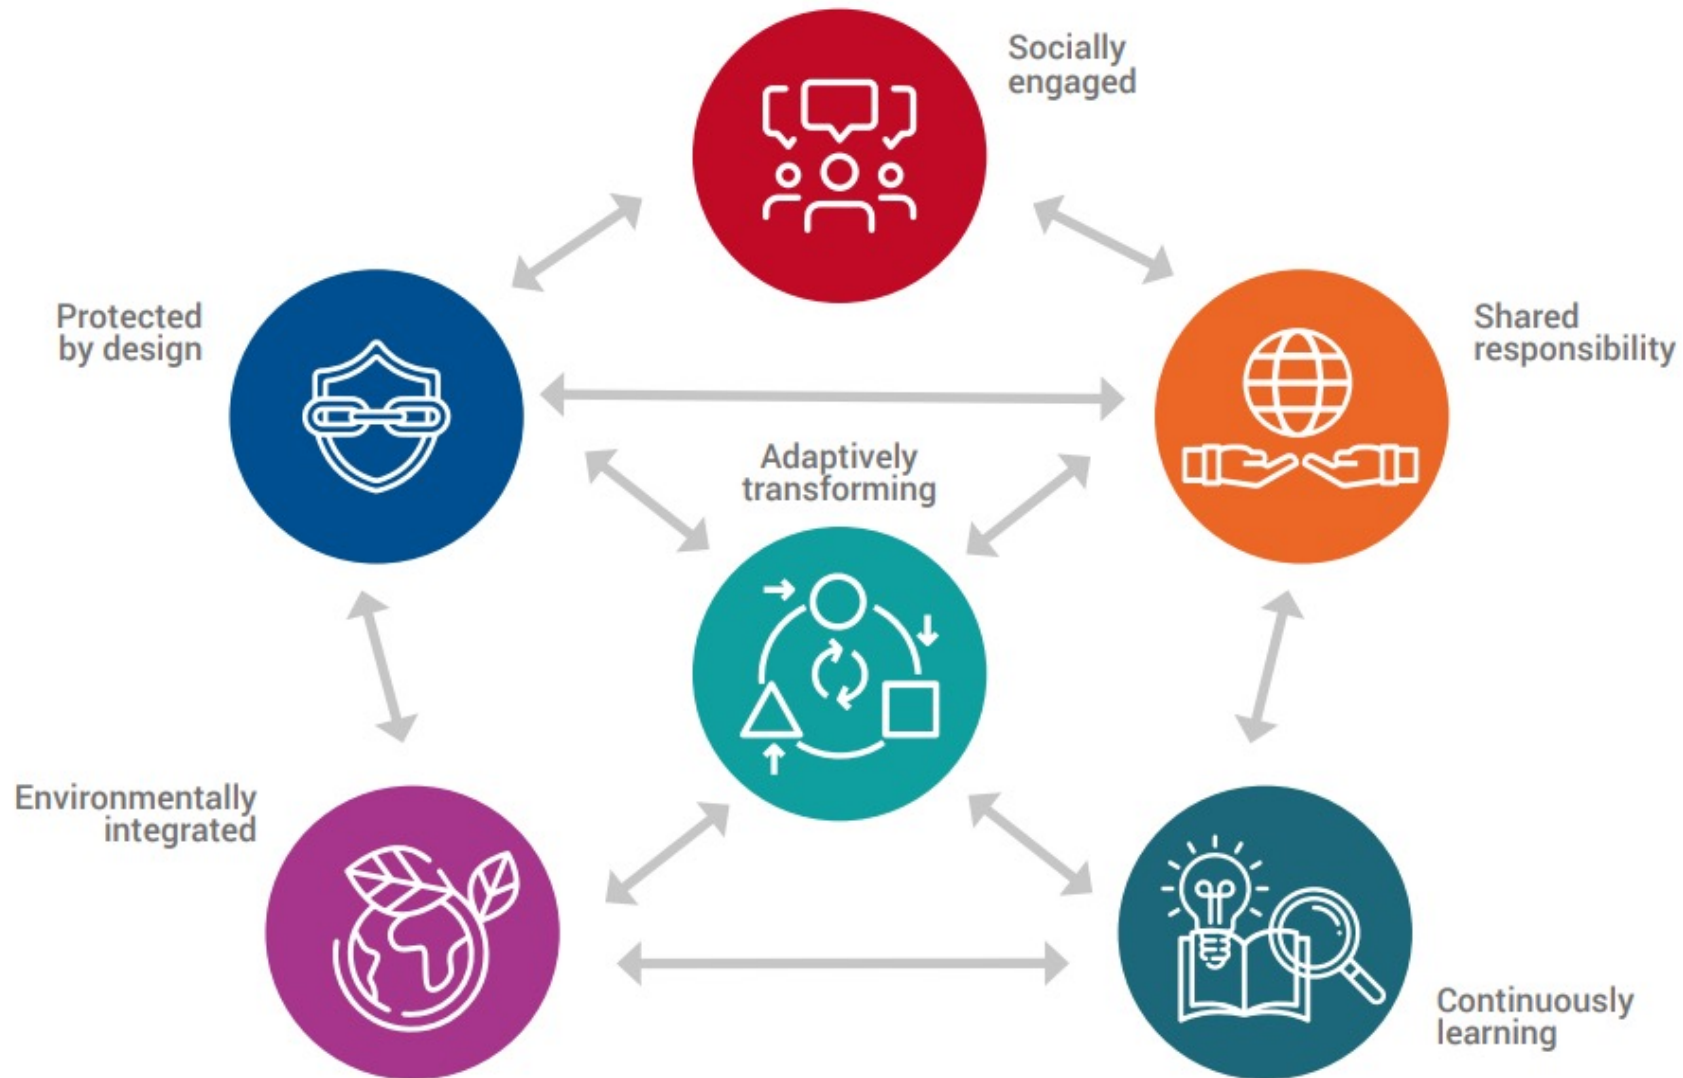 Socially
engaged
Protected
by design
Shared
responsibility
Adaptively
transforming
Environmentally
integrated
Continuously
learning